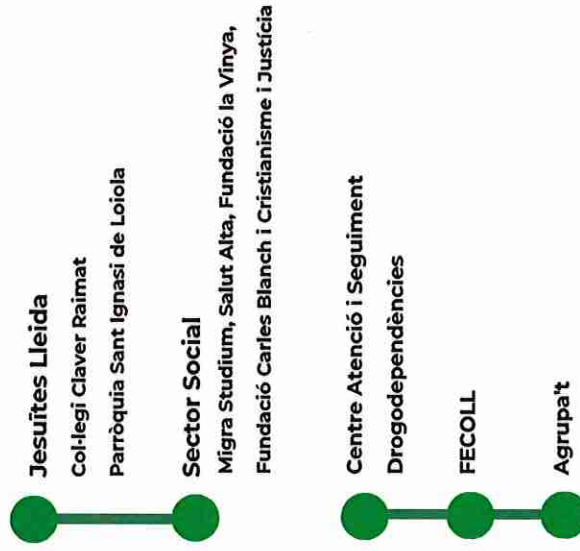 Jesuïtes Lleida
Col·legi Claver Raimat
Parròquia Sant Ignasi de Loiola
Sector Social
Migra Studium, Salut Alta, Fundació la Vinya,
Fundació Carles Blanch i Cristianisme i Justícia
Centre Atenció i Seguiment
Drogodependències
FECOLL
Agrupa't